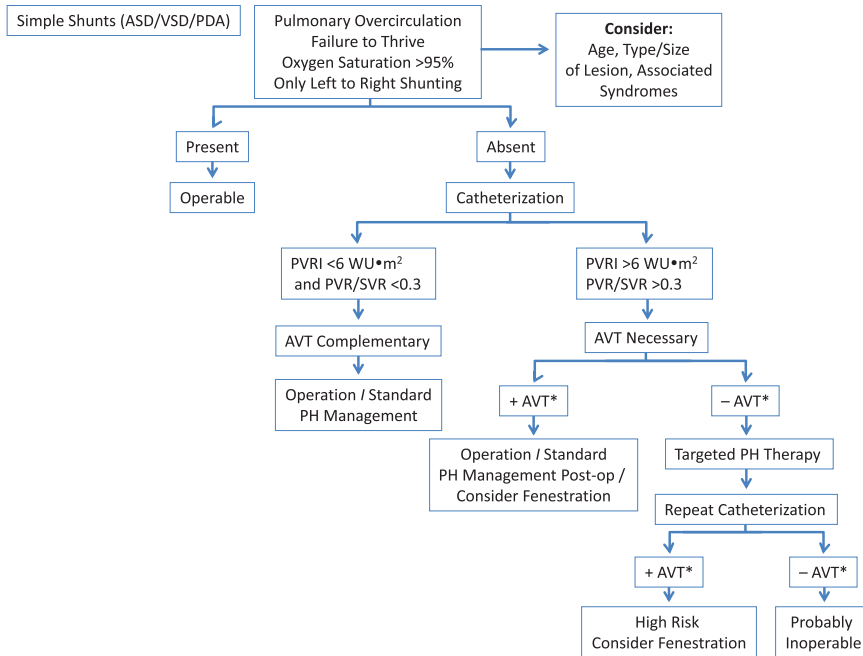 Simple Shunts (ASD/VSD/PDA)
Pulmonary Overcirculation
Failure to Thrive
Oxygen Saturation >95%
Only Left to Right Shunting
Consider:
Age, Type/Size
of Lesion, Associated
Syndromes
Present
Absent
Operable
Catheterization
PVRI <6 WU•m²
and PVR/SVR <0.3
PVRI >6 WU•m²
PVR/SVR >0.3
AVT Complementary
AVT Necessary
Operation / Standard
PH Management
+ AVT*
– AVT*
Operation / Standard
PH Management Post-op /
Consider Fenestration
Targeted PH Therapy
Repeat Catheterization
+ AVT*
– AVT*
High Risk
Consider Fenestration
Probably
Inoperable